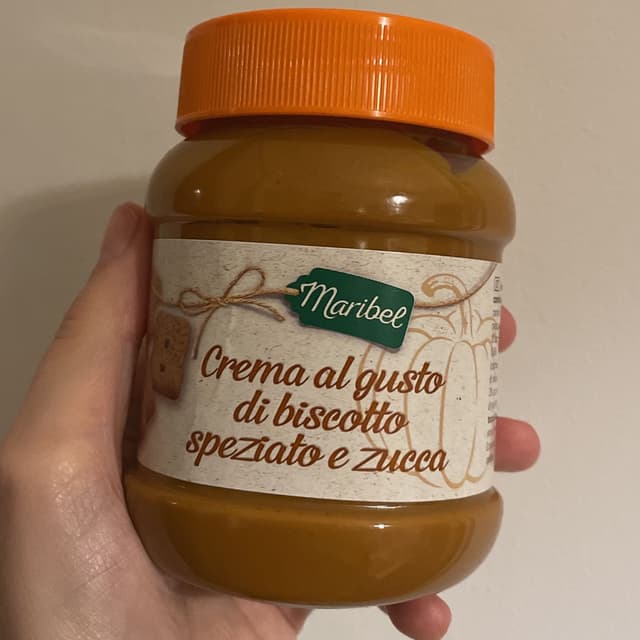 Maribel
Crema al gusto
di biscotto
speziato e zucca